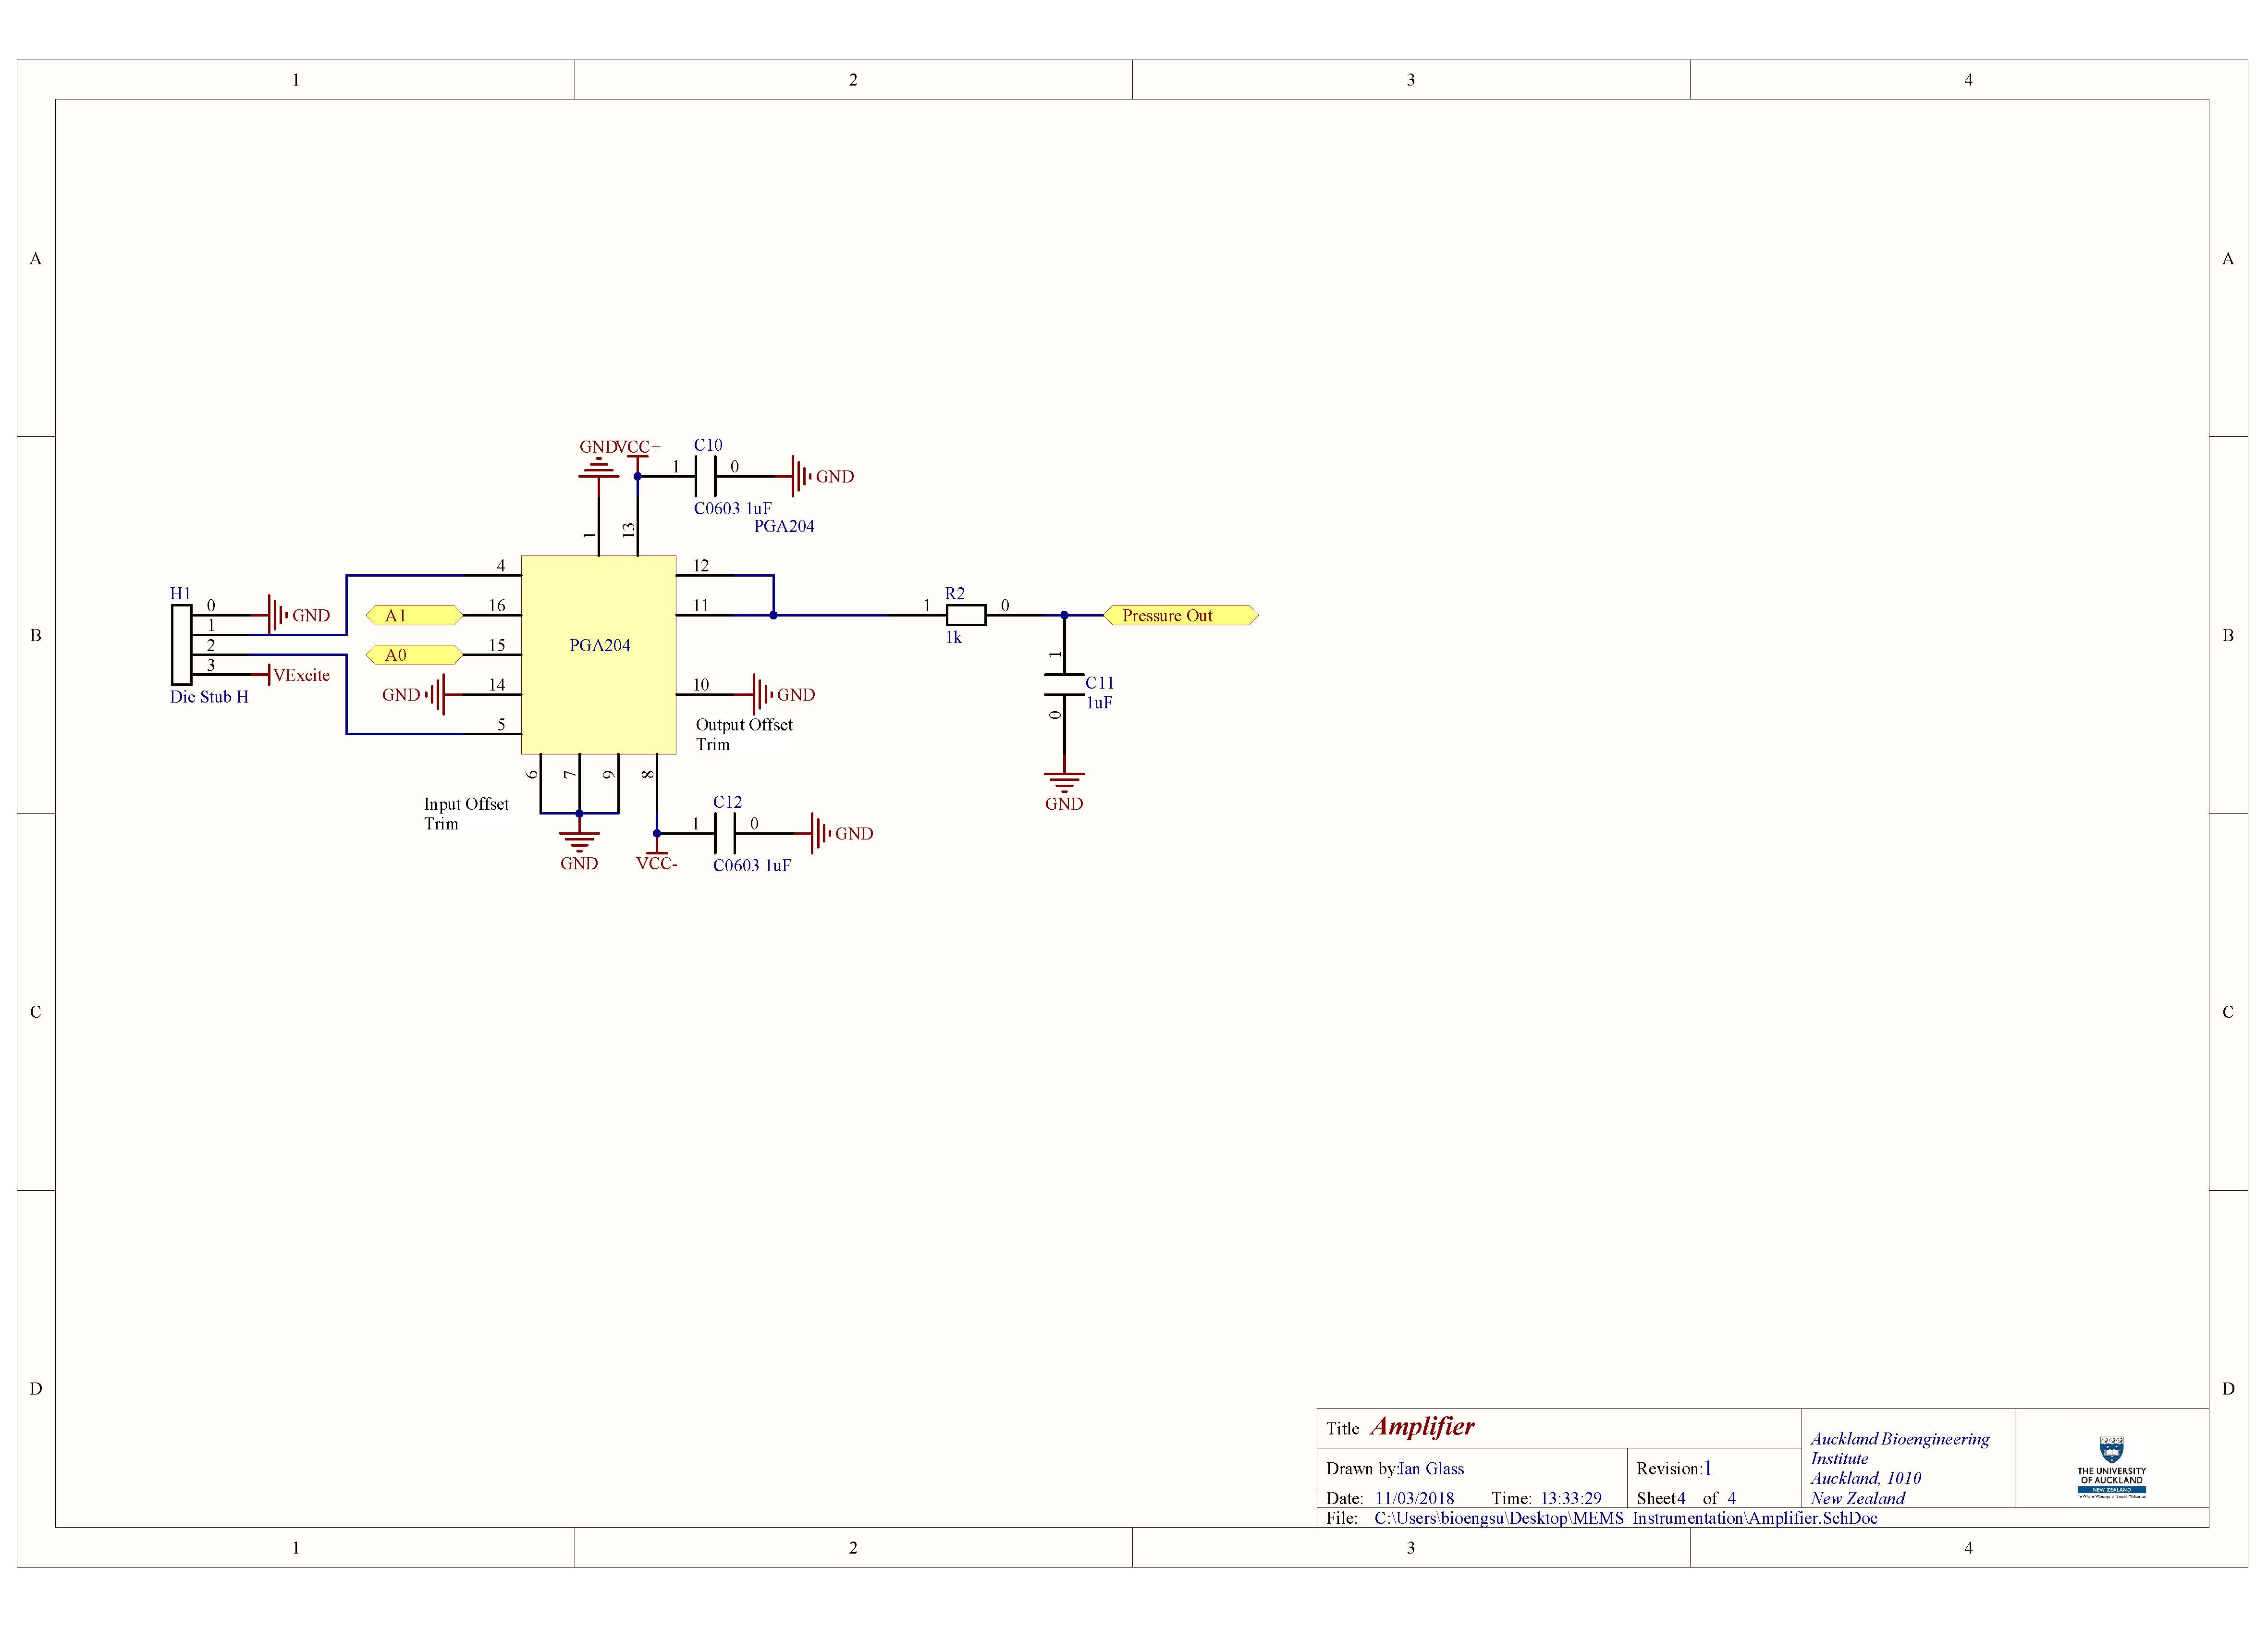 1 2 3 4
A A
GND VCC+ C10
1 0 GND
C0603 1uF
PGA204
1 13
4 12
H1 0 GND A1 16 11 1 R2 0 Pressure Out
1
2 A0 15 PGA204 1k
3 VExcite
Die Stub H
GND 14 10 GND
1 C11
1uF
0
5 Output Offset
Trim
B B
6 7 9 8
Input Offset
Trim
C12
1 0 GND
C0603 1uF
GND VCC-
GND
C C
D D
Title Amplifier
Drawn by:Ian Glass Revision:1
Date: 11/03/2018 Time: 13:33:29 Sheet4 of 4
File: C:\Users\bioengsu\Desktop\MEMS Instrumentation\Amplifier.SchDoc
Auckland Bioengineering
Institute
Auckland, 1010
New Zealand
THE UNIVERSITY
OF AUCKLAND
NEW ZEALAND
1 2 3 4